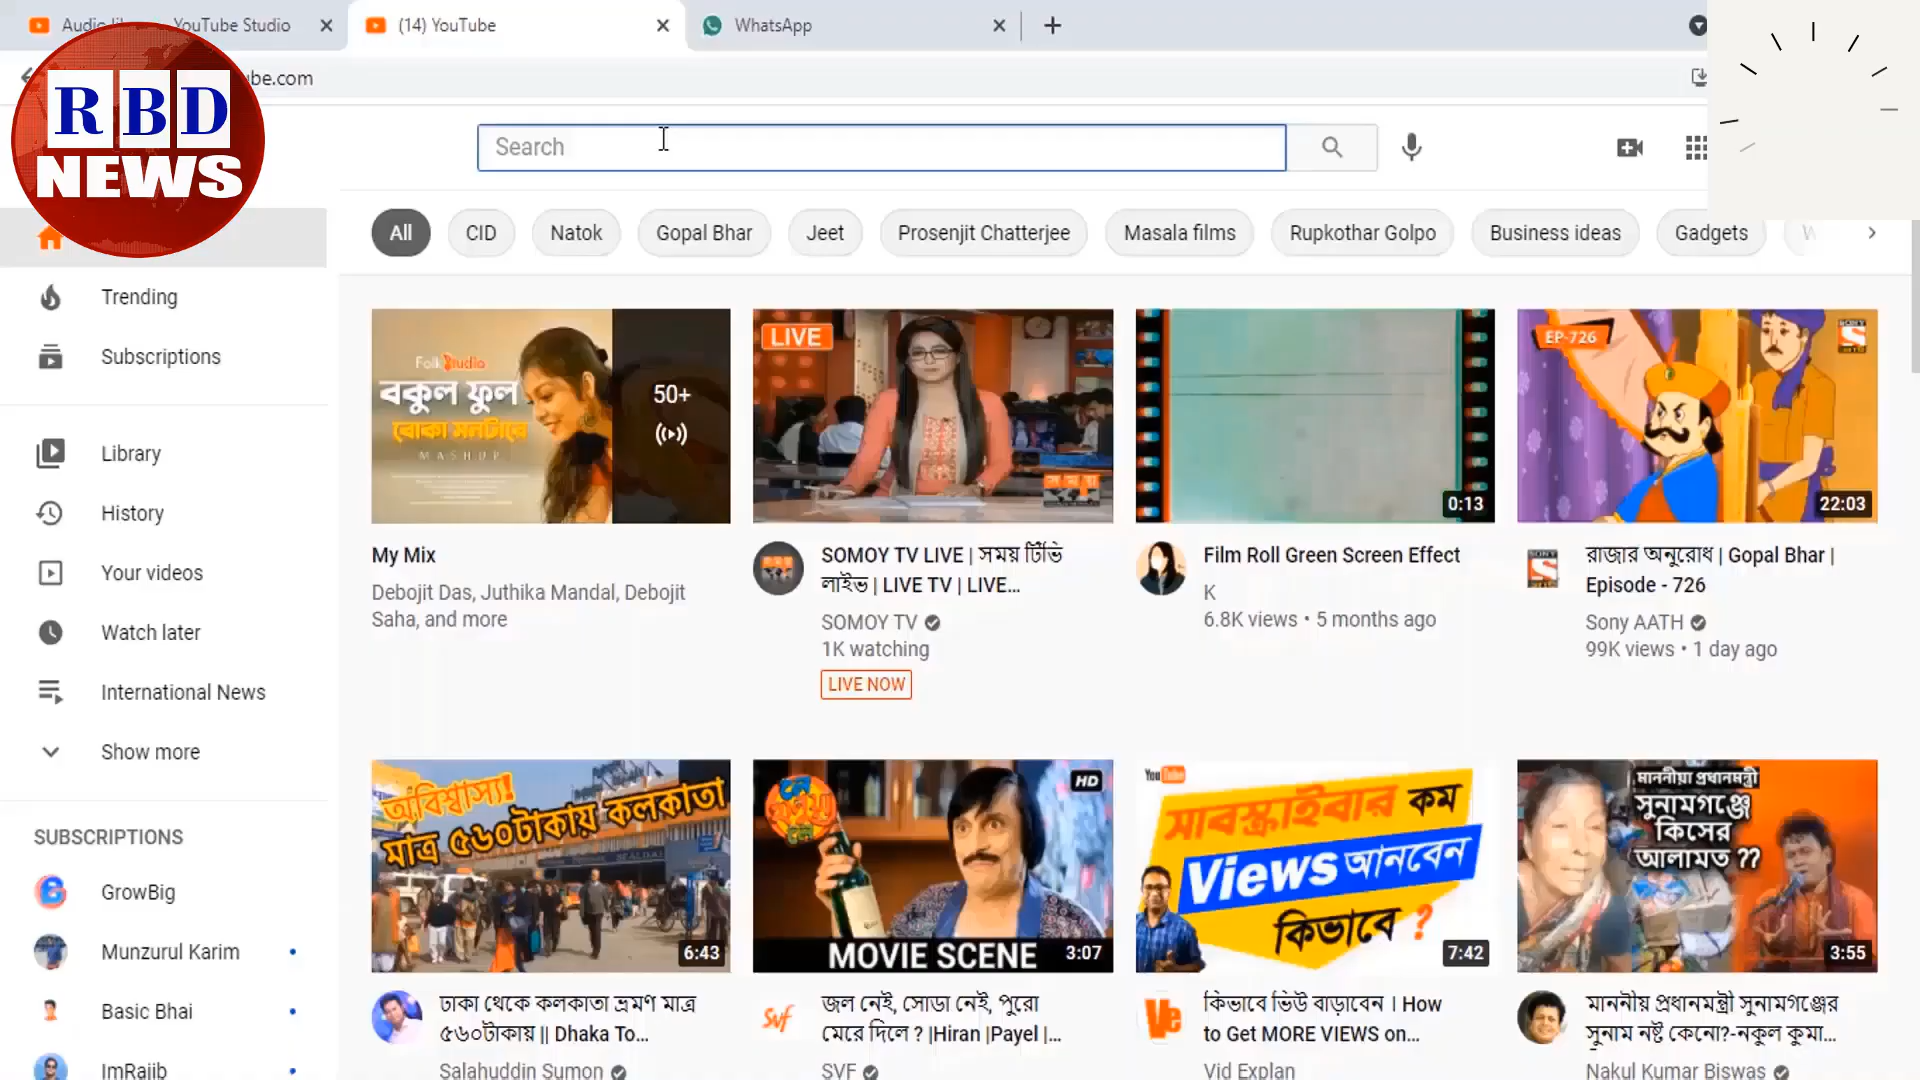 YouTube Studio
(14) YouTube
WhatsApp
be.com
RBD
NEWS
Search
All
CID
Natok
Gopal Bhar
Jeet
Prosenjit Chatterjee
Masala films
Rupkothar Golpo
Business ideas
Gadgets
Trending
Subscriptions
Library
History
Your videos
Watch later
International News
Show more
SUBSCRIPTIONS
GrowBig
Munzurul Karim
Basic Bhai
ImRajib
Folk Studio
বকুল ফুল
বোকা মনটারে
MASHUP
50+
My Mix
Debojit Das, Juthika Mandal, Debojit
Saha, and more
LIVE
সময়
SOMOY TV LIVE | সময় টিভি
লাইভ | LIVE TV | LIVE...
SOMOY TV
1K watching
LIVE NOW
0:13
Film Roll Green Screen Effect
K
6.8K views • 5 months ago
EP-726
SONY
22:03
রাজার অনুরোধ | Gopal Bhar |
Episode - 726
Sony AATH
99K views • 1 day ago
অবিশ্বাস্য!
মাত্র ৫৬০টাকায় কলকাতা
6:43
ঢাকা থেকে কলকাতা ভ্রমণ মাত্র
৫৬০টাকায় || Dhaka To...
Salahuddin Sumon
HD
MOVIE SCENE
3:07
জল নেই, সোডা নেই, পুরো
মেরে দিলে ? |Hiran |Payel |...
SVF
YouTube
সাবস্ক্রাইবার কম
Views আনবেন
কিভাবে ?
7:42
কিভাবে ভিউ বাড়াবেন । How
to Get MORE VIEWS on...
Vid Explan
মাননীয়া প্রধানমন্ত্রী
সুনামগঞ্জে
কিসের
আলামত ??
3:55
মাননীয় প্রধানমন্ত্রী সুনামগঞ্জের
সুনাম নষ্ট কেনো?-নকুল কুমা...
Nakul Kumar Biswas